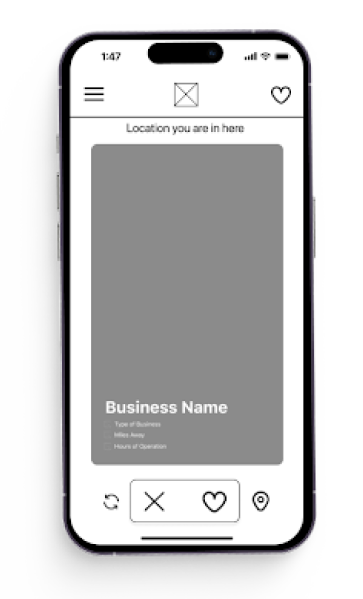 1:47
Location you are in here
Business Name
Type of Business
Miles Away
Hours of Operation